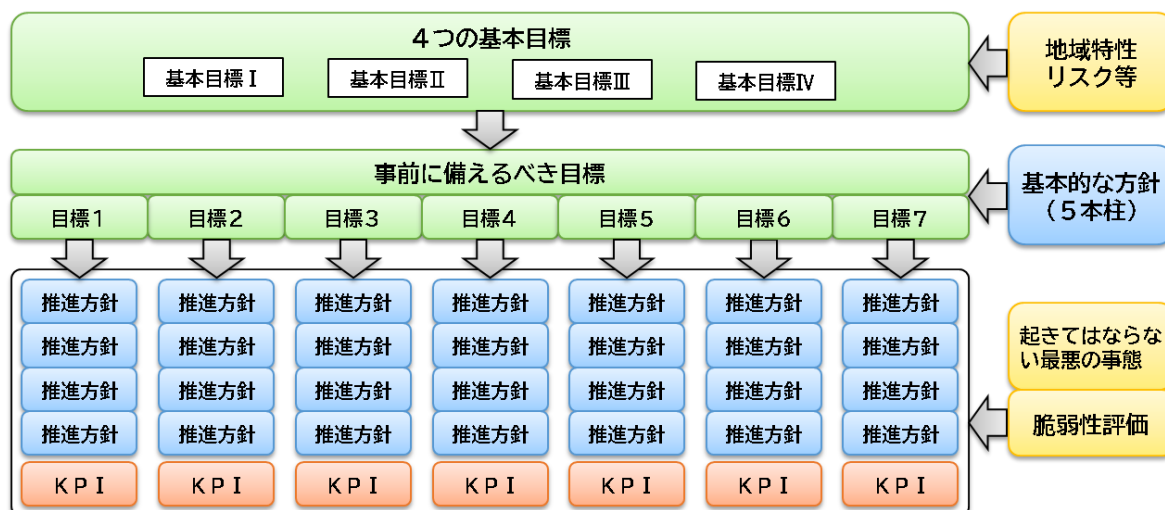 4つの基本目標
基本目標Ⅰ 基本目標Ⅱ 基本目標Ⅲ 基本目標Ⅳ
地域特性
リスク等
事前に備えるべき目標
目標1 目標2 目標3 目標4 目標5 目標6 目標7
基本的な方針
(5本柱)
推進方針 推進方針 推進方針 推進方針 推進方針 推進方針 推進方針
推進方針 推進方針 推進方針 推進方針 推進方針 推進方針 推進方針
推進方針 推進方針 推進方針 推進方針 推進方針 推進方針 推進方針
推進方針 推進方針 推進方針 推進方針 推進方針 推進方針 推進方針
KPI KPI KPI KPI KPI KPI KPI
起きてはならな
い最悪の事態
脆弱性評価